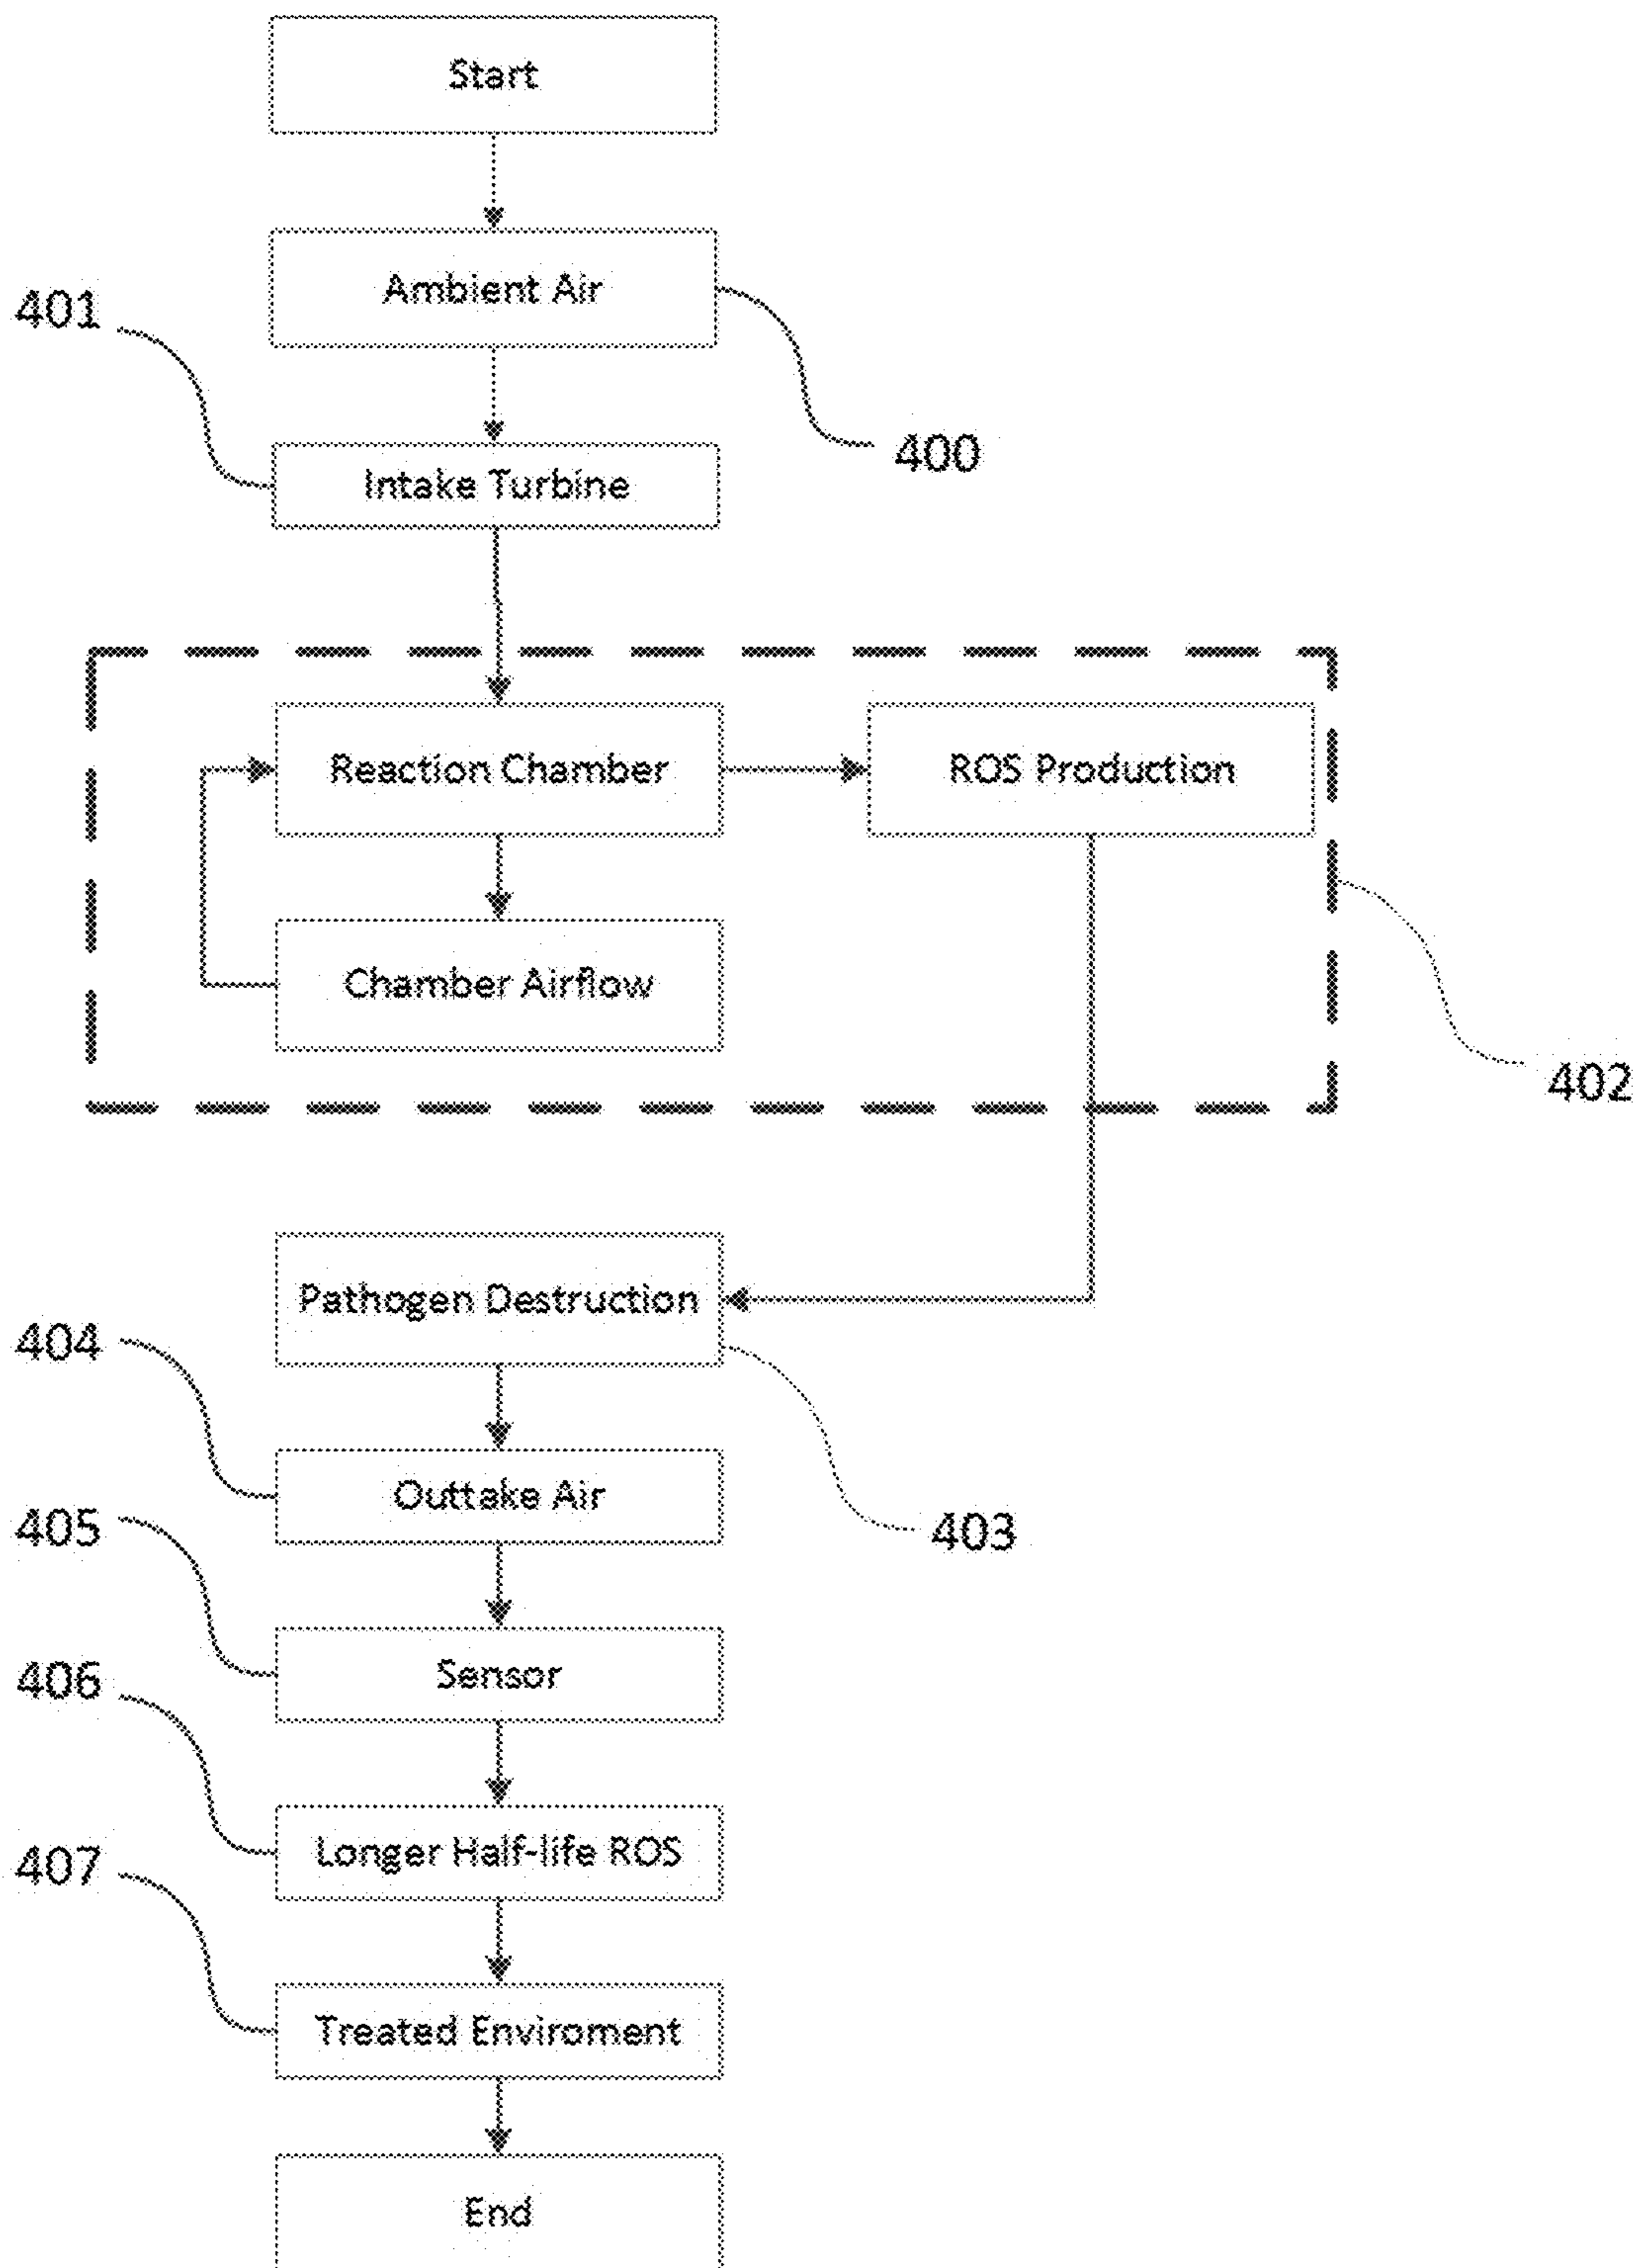 Start
Ambient Air
401
400
Intake Turbine
Reaction Chamber
ROS Production
Chamber Airflow
402
Pathogen Destruction
404
Outtake Air
403
405
Sensor
406
Longer Half-life ROS
407
Treated Enviroment
End